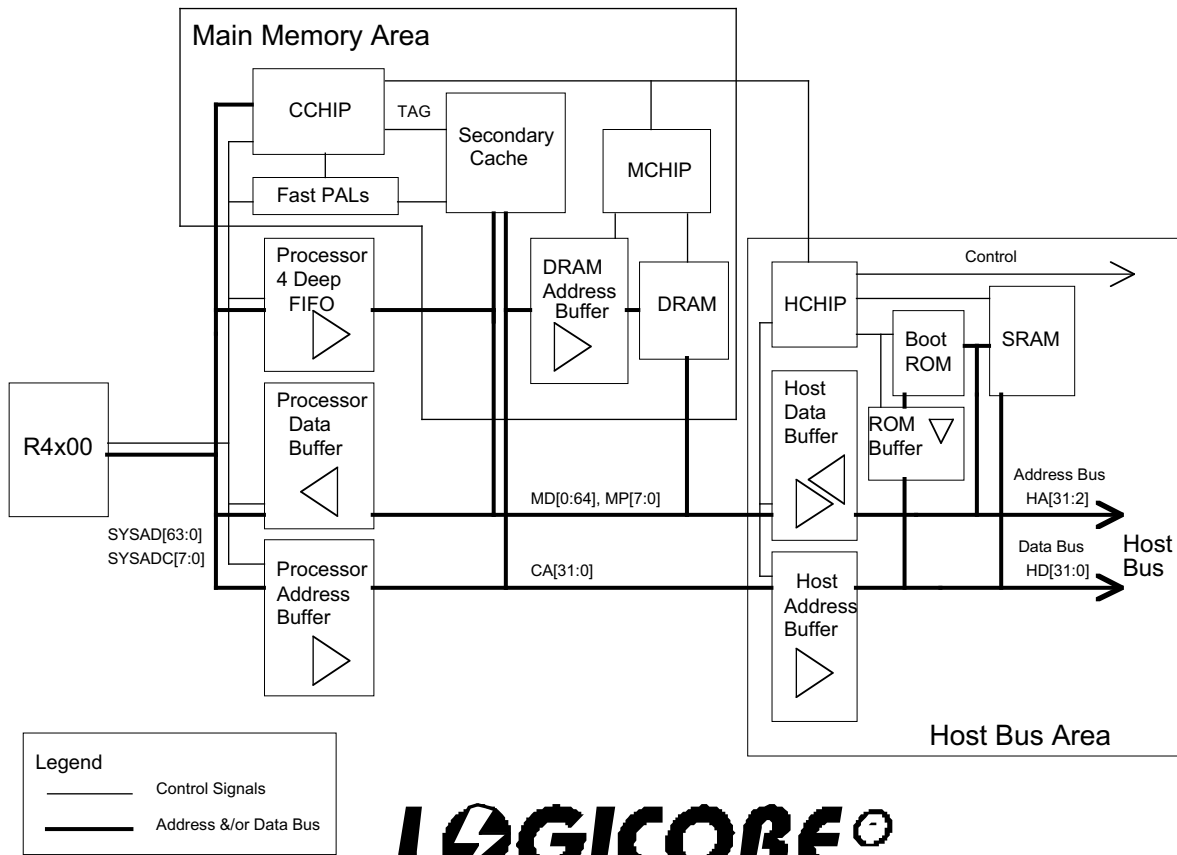 Main Memory Area
CCHIP
TAG
Secondary
Cache
MCHIP
Fast PALs
Processor
4 Deep
FIFO
DRAM
Address
Buffer
DRAM
Control
HCHIP
Boot
ROM
SRAM
R4x00
Processor
Data
Buffer
Host
Data
Buffer
ROM
Buffer
MD[0:64], MP[7:0]
Address Bus
HA[31:2]
SYSAD[63:0]
SYSADC[7:0]
Data Bus
HD[31:0]
Host
Bus
Processor
Address
Buffer
CA[31:0]
Host
Address
Buffer
Host Bus Area
Legend
Control Signals
Address &/or Data Bus
LOGICORE